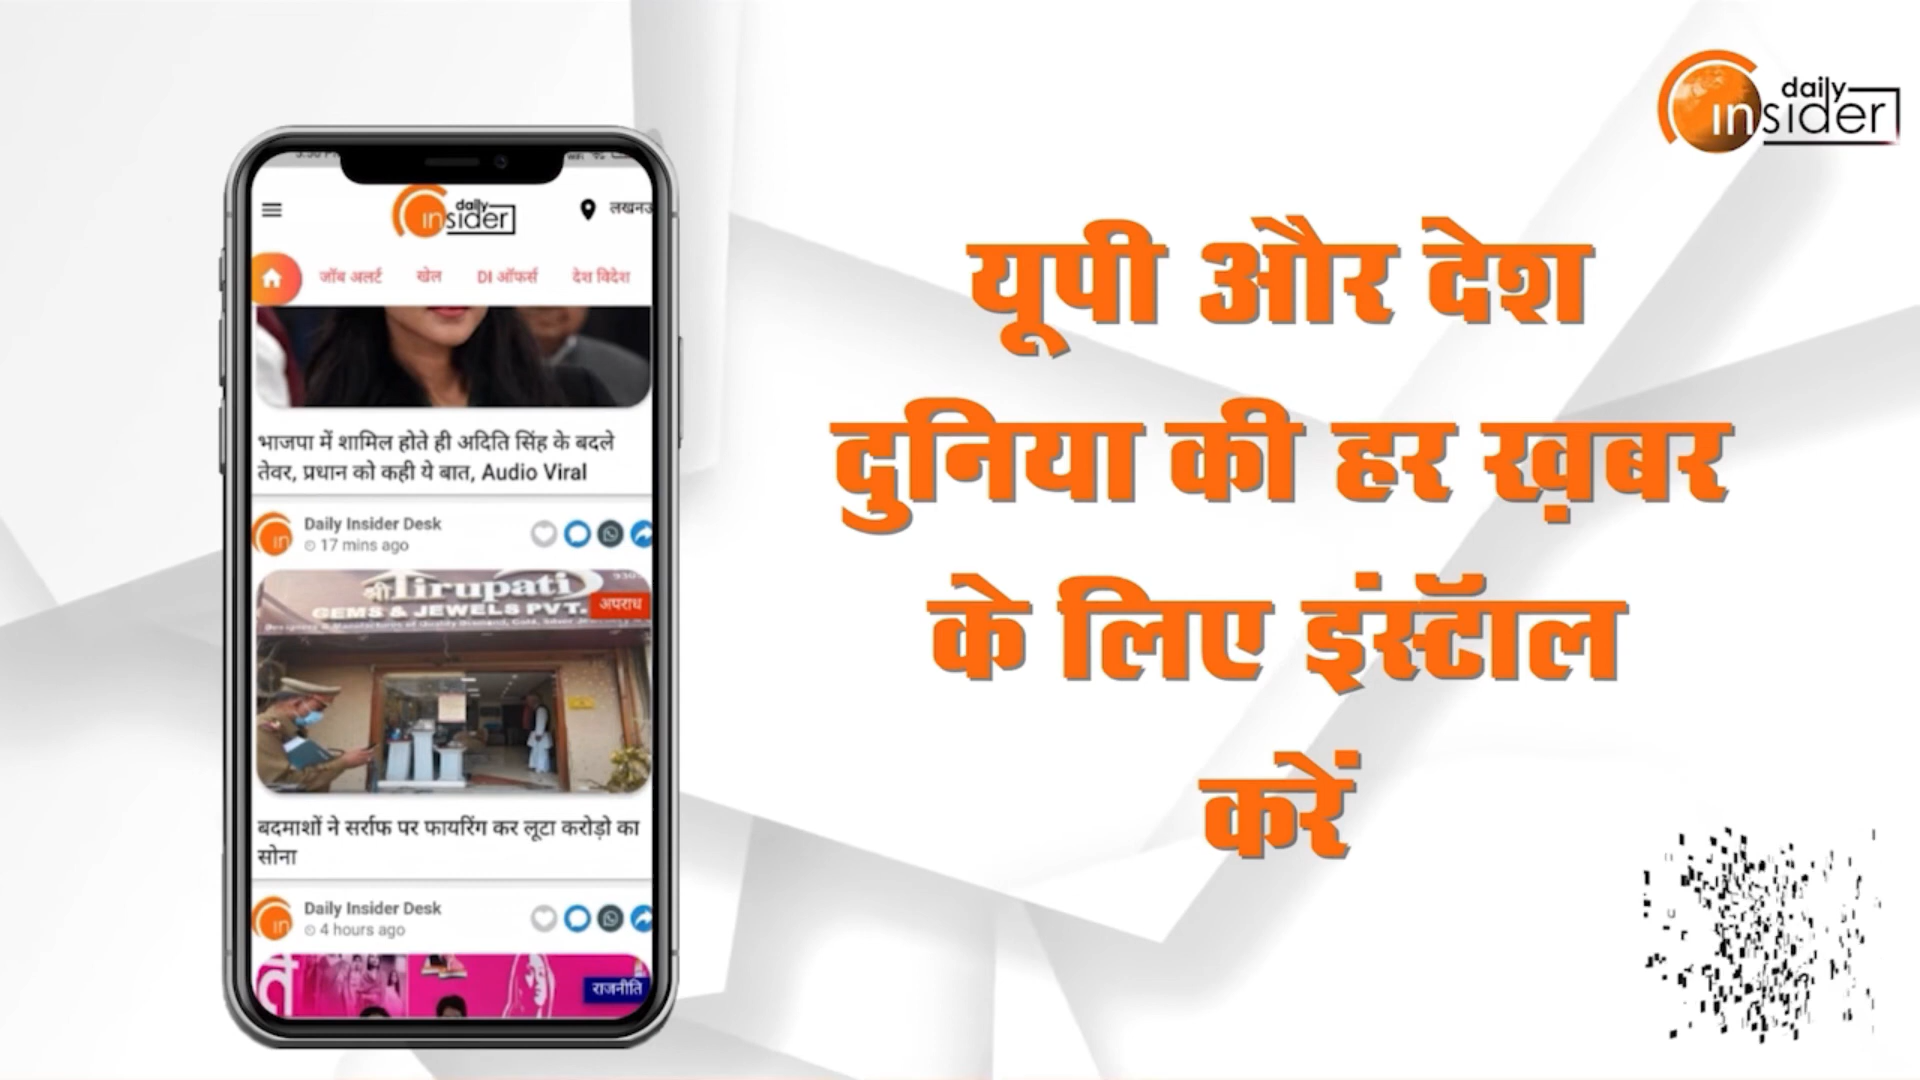 daily
insider
यूपी और देश
दुनिया की हर ख़बर
के लिए इंस्टॉल
करें
daily
insider
जॉब अलर्ट खेल DI ऑफर्स देश विदेश
भाजपा में शामिल होते ही अदिति सिंह के बदले
तेवर, प्रधान को कही ये बात, Audio Viral
Daily Insider Desk
17 mins ago
श्री Tirupati
GEMS & JEWELS PVT.
अपराध
बदमाशों ने सर्राफ पर फायरिंग कर लूटा करोड़ो का
सोना
Daily Insider Desk
4 hours ago
राजनीति